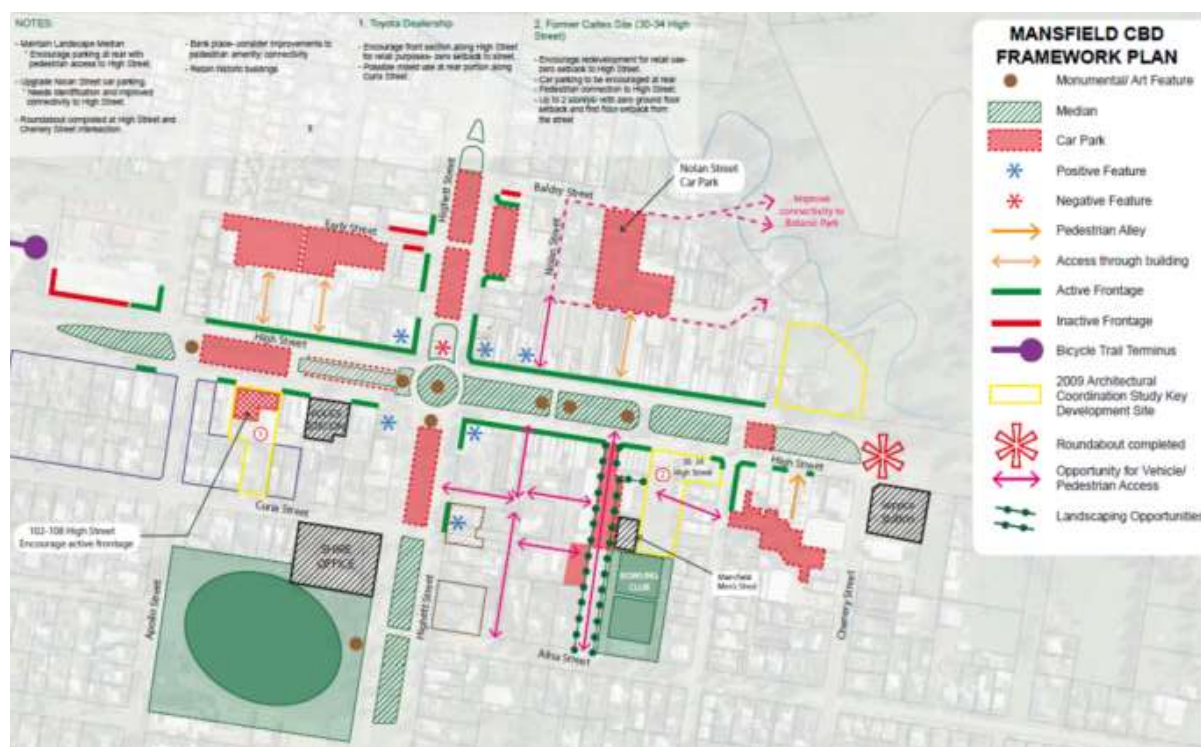 NOTES:
- Maintain Landscape Median
* Encourage parking at rear with
pedestrian access to High Street.
- Upgrade Nolan Street car parking.
* Needs identification and improved
connectivity to High Street.
- Roundabout completed at High Street and
Chenery Street intersection.
- Bank place- consider improvements to
pedestrian amenity/connectivity
- Retain historic buildings
1. Toyota Dealership
- Encourage front section along High Street
for retail purposes- zero setback to street.
- Possible mixed use at rear portion along
Curia Street.
2. Former Caltex Site (30-34 High
Street)
- Encourage redevelopment for retail use-
zero setback to High Street.
- Car parking to be encouraged at rear
- Pedestrian connection to High Street.
- Up to 2 storeys with zero ground floor
setback and first floor setback from
the street
MANSFIELD CBD
FRAMEWORK PLAN
Monumental/ Art Feature
Median
Car Park
Positive Feature
Negative Feature
Pedestrian Alley
Access through building
Active Frontage
Inactive Frontage
Bicycle Trail Terminus
2009 Architectural
Coordination Study Key
Development Site
Roundabout completed
Opportunity for Vehicle/
Pedestrian Access
Landscaping Opportunities
Nolan Street
Car Park
Baldry Street
Improve
connectivity to
Botanic Park
Highett Street
Early Street
Nolan Street
High Street
POLICE
STATION
1
30-34
High Street
2
High Street
SERVICE
STATION
Curia Street
102-108 High Street
Encourage active frontage
SHIRE
OFFICE
Mansfield
Men's Shed
BOWLING
CLUB
Apollo Street
Highett Street
Ailsa Street
Chenery Street